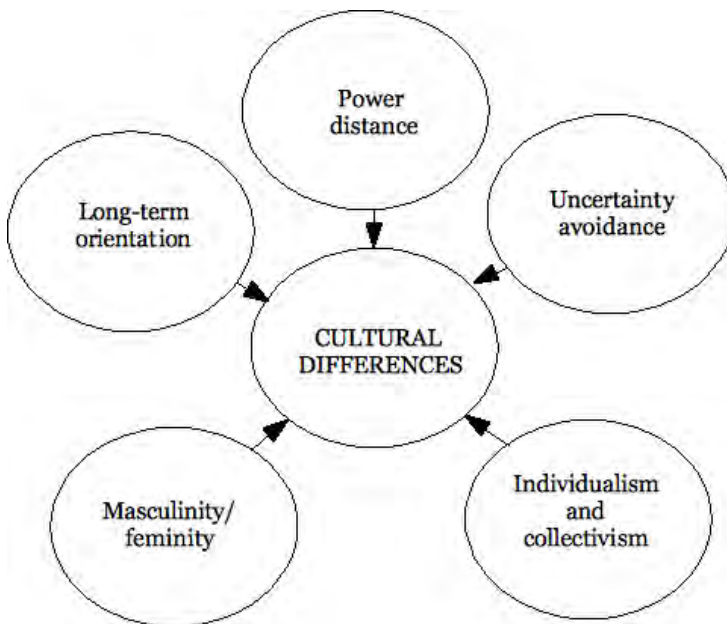 Power
distance
Uncertainty
avoidance
Long-term
orientation
CULTURAL
DIFFERENCES
Masculinity/
feminity
Individualism
and
collectivism